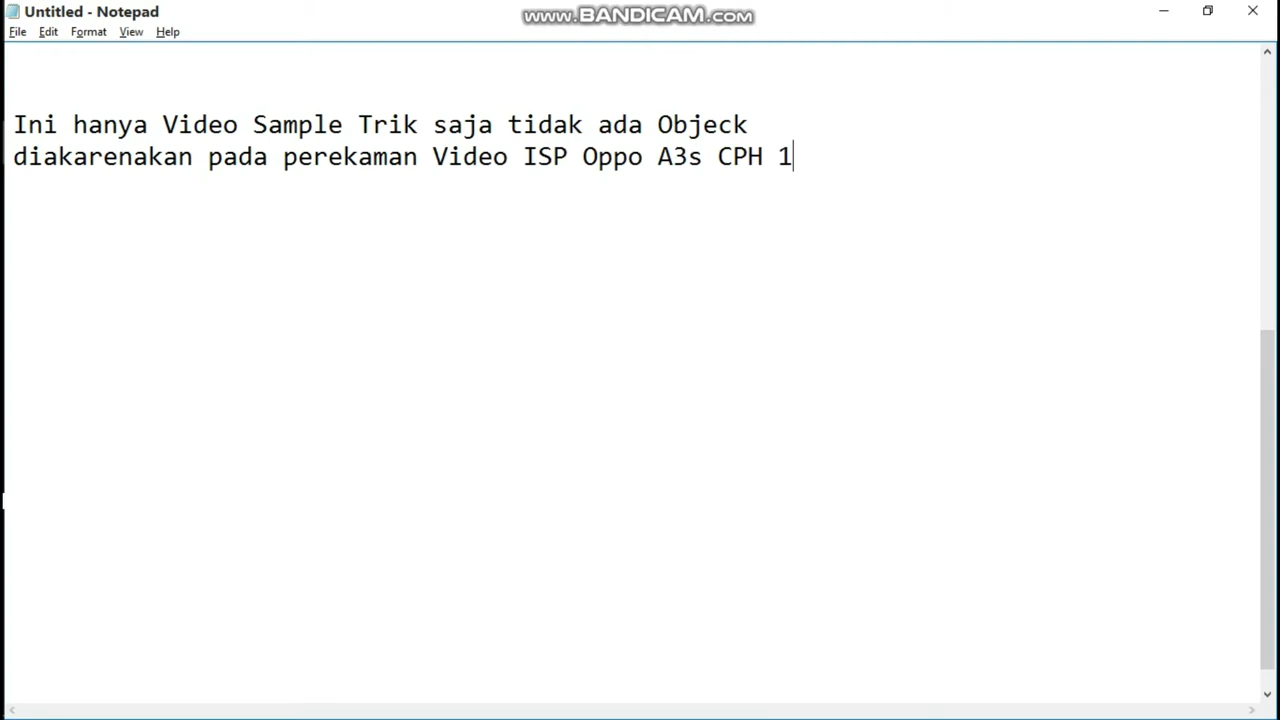 Untitled - Notepad
www.BANDICAM.com
File Edit Format View Help
Ini hanya Video Sample Trik saja tidak ada Objeck
diakarenakan pada perekaman Video ISP Oppo A3s CPH 1